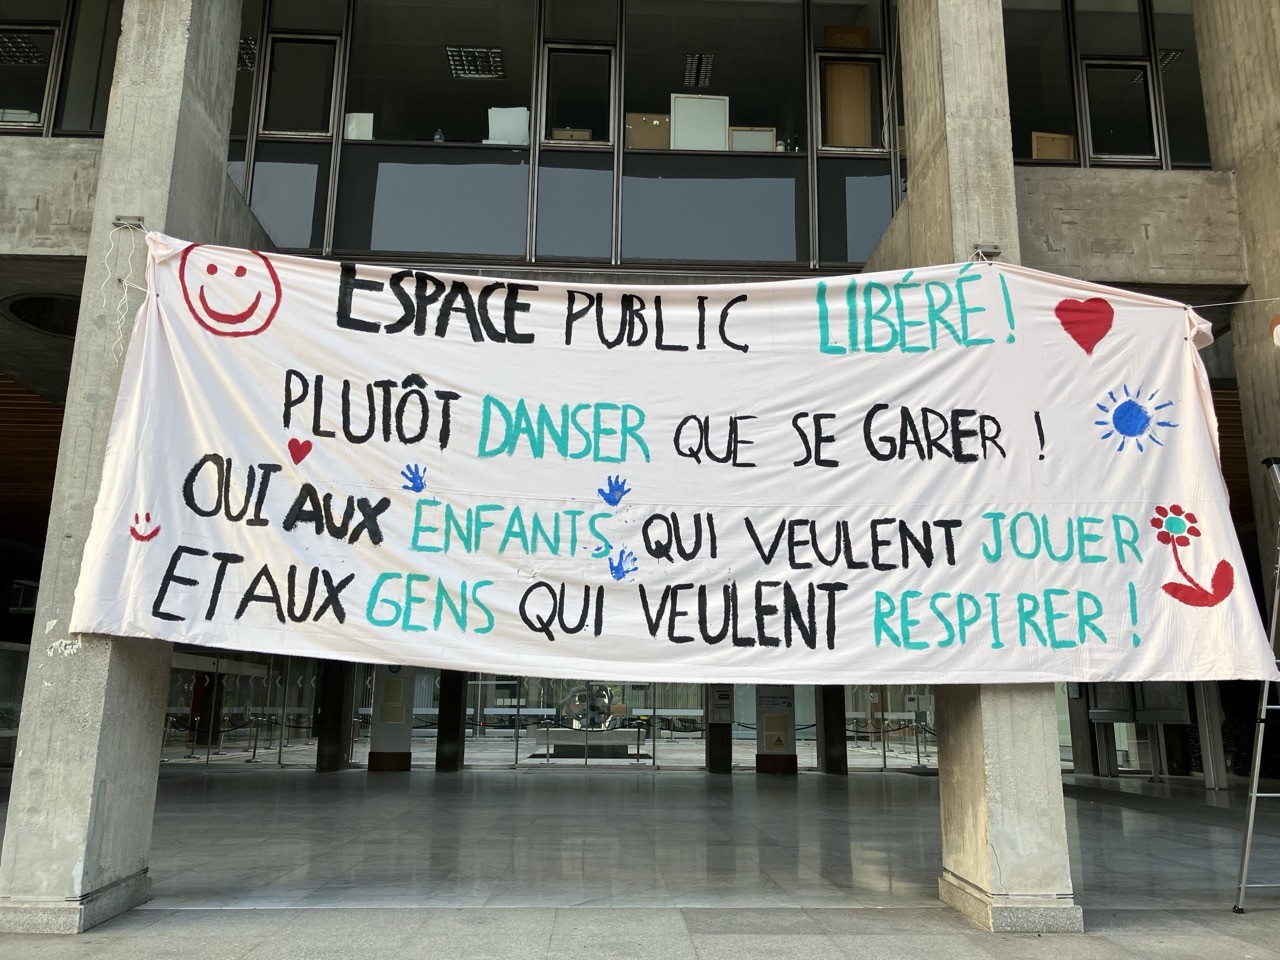 ESPACE PUBLIC LIBÉRÉ!
PLUTÔT DANSER QUE SE GARER !
OUI AUX ENFANTS QUI VEULENT JOUER
ET AUX GENS QUI VEULENT RESPIRER !